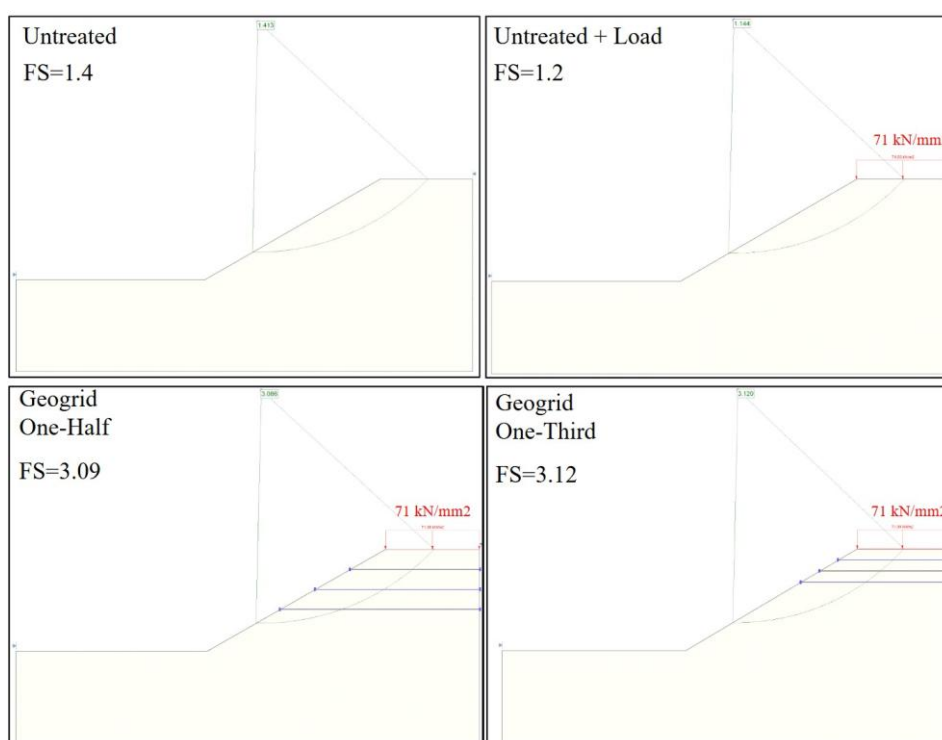 Untreated
FS=1.4
1.413
Untreated + Load
FS=1.2
1.144
71 kN/mm
Geogrid
One-Half
FS=3.09
3.088
71 kN/mm2
Geogrid
One-Third
FS=3.12
3.120
71 kN/mm2